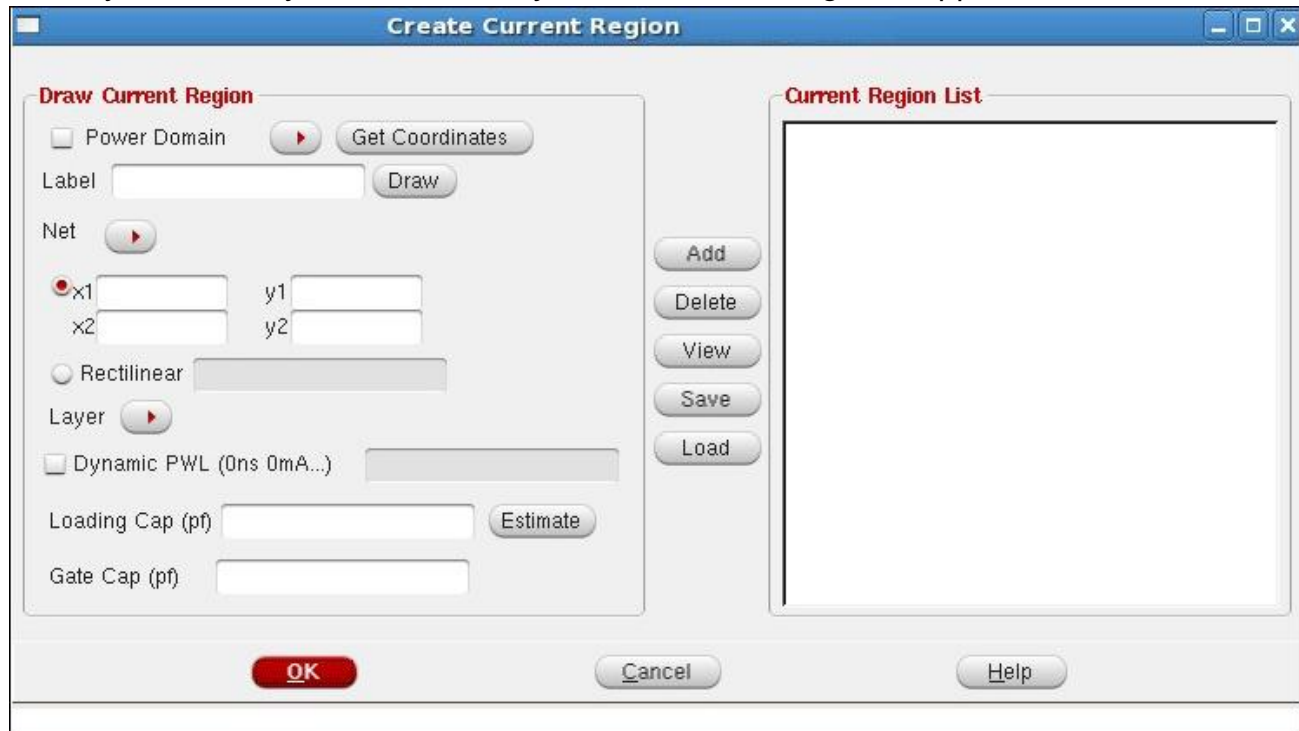 Create Current Region
Draw Current Region
Power Domain
Get Coordinates
Label
Draw
Net
x1
y1
x2
y2
Rectilinear
Layer
Dynamic PWL (0ns 0mA...)
Loading Cap (pf)
Estimate
Gate Cap (pf)
Add
Delete
View
Save
Load
Current Region List
OK
Cancel
Help